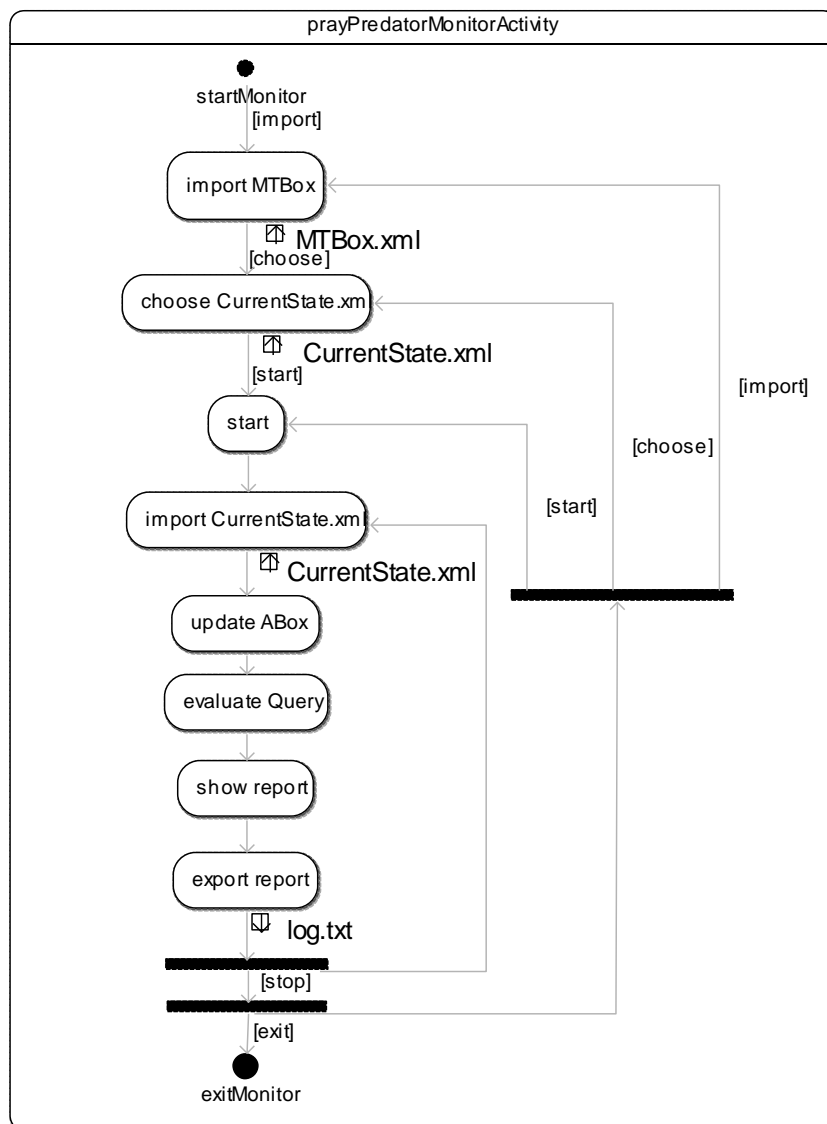 prayPredatorMonitorActivity
startMonitor
[import]
import MTBox
MTBox.xml
[choose]
choose CurrentState.xm
CurrentState.xml
[start]
[import]
start
[choose]
[start]
import CurrentState.xml
CurrentState.xml
update ABox
evaluate Query
show report
export report
log.txt
[stop]
[exit]
exitMonitor